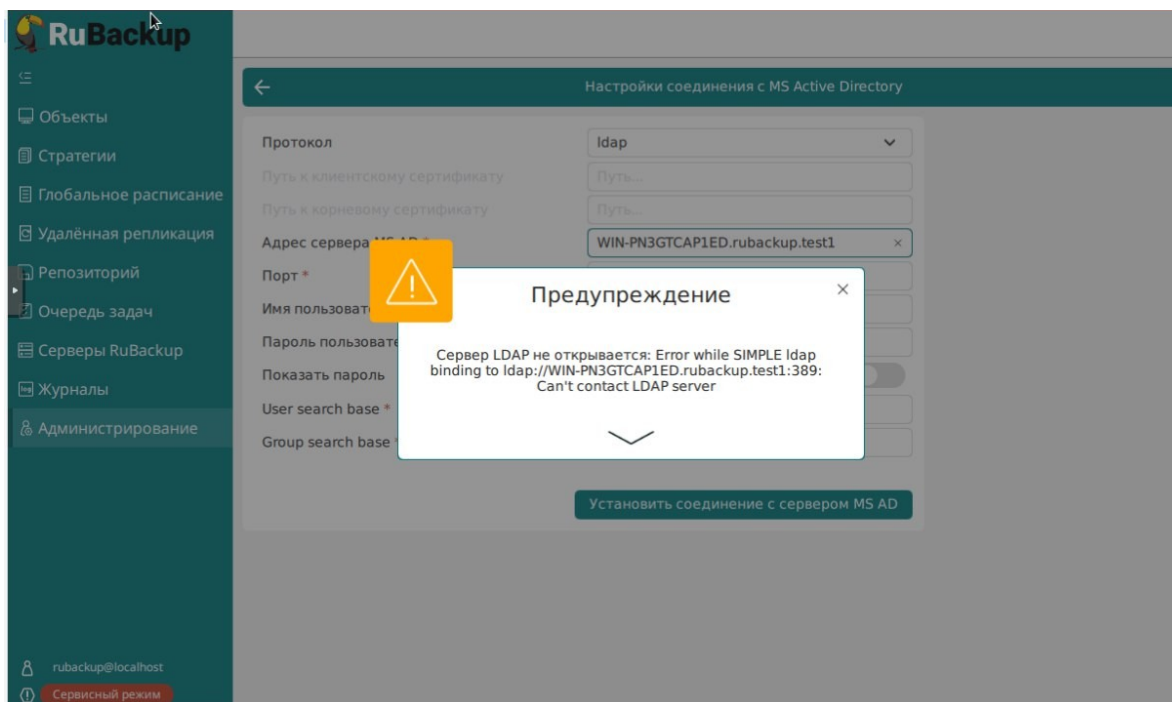 RuBackup
Объекты
Стратегии
Глобальное расписание
Удалённая репликация
Репозиторий
Очередь задач
Серверы RuBackup
Журналы
Администрирование
rubackup@localhost
Сервисный режим
Настройки соединения с MS Active Directory
Протокол
ldap
Путь к клиентскому сертификату
Путь...
Путь к корневому сертификату
Путь...
Адрес сервера
WIN-PN3GTCAP1ED.rubackup.test1
Порт *
Имя
Пароль
Показать пароль
User search base *
Group search base
Предупреждение
Сервер LDAP не открывается: Error while SIMPLE ldap
binding to ldap://WIN-PN3GTCAP1ED.rubackup.test1:389:
Can't contact LDAP server
Установить соединение с сервером MS AD